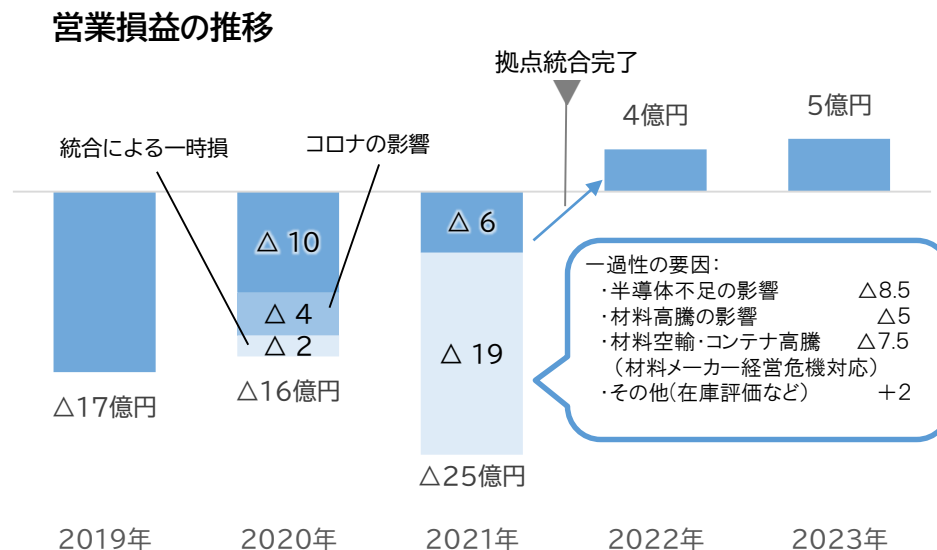 営業損益の推移
拠点統合完了
4億円
5億円
統合による一時損
コロナの影響
△ 10
△ 4
△ 2
△ 6
△ 19
△17億円
△16億円
△25億円
一過性の要因:
・半導体不足の影響 △8.5
・材料高騰の影響 △5
・材料空輸・コンテナ高騰 △7.5
（材料メーカー経営危機対応）
・その他(在庫評価など) ＋2
2019年
2020年
2021年
2022年
2023年